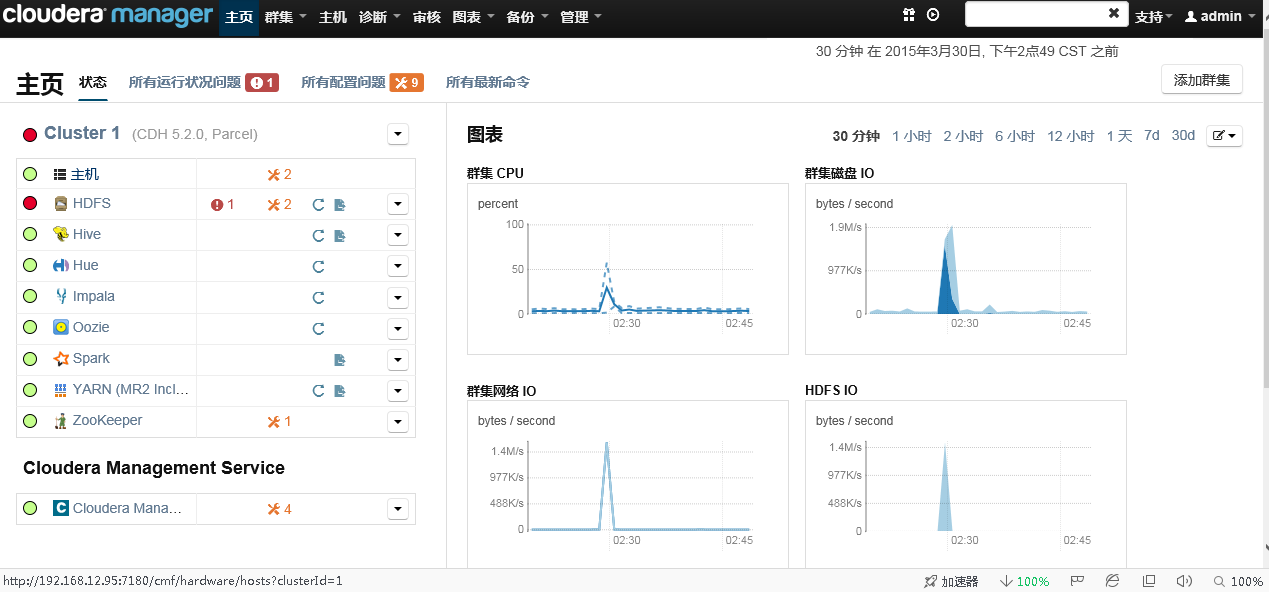 cloudera manager 主页 群集 主机 诊断 审核 图表 备份 管理 支持 admin
30 分钟 在 2015年3月30日, 下午2点49 CST 之前
主页 状态 所有运行状况问题 1 所有配置问题 9 所有最新命令 添加群集
Cluster 1 (CDH 5.2.0, Parcel)
主机 2
HDFS 1 2
Hive
Hue
Impala
Oozie
Spark
YARN (MR2 Incl...
ZooKeeper 1
Cloudera Management Service
Cloudera Mana... 4
图表 30 分钟 1 小时 2 小时 6 小时 12 小时 1 天 7d 30d
群集 CPU
percent
100
50
0
02:30 02:45
群集磁盘 IO
bytes / second
1.9M/s
977K/s
0
02:30 02:45
群集网络 IO
bytes / second
1.4M/s
977K/s
488K/s
0
02:30 02:45
HDFS IO
bytes / second
1.4M/s
977K/s
488K/s
0
02:30 02:45
http://192.168.12.95:7180/cmf/hardware/hosts?clusterId=1 加速器 100% 100%